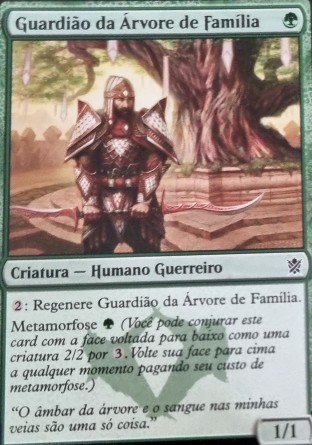 Guardião da Árvore de Família
Criatura — Humano Guerreiro
2: Regenere Guardião da Árvore de Família.
Metamorfose (Você pode conjurar este
card com a face voltada para baixo como uma
criatura 2/2 por 3. Volte sua face para cima
a qualquer momento pagando seu custo de
metamorfose.)
"O âmbar da árvore e o sangue nas minhas
veias são uma só coisa."
1/1